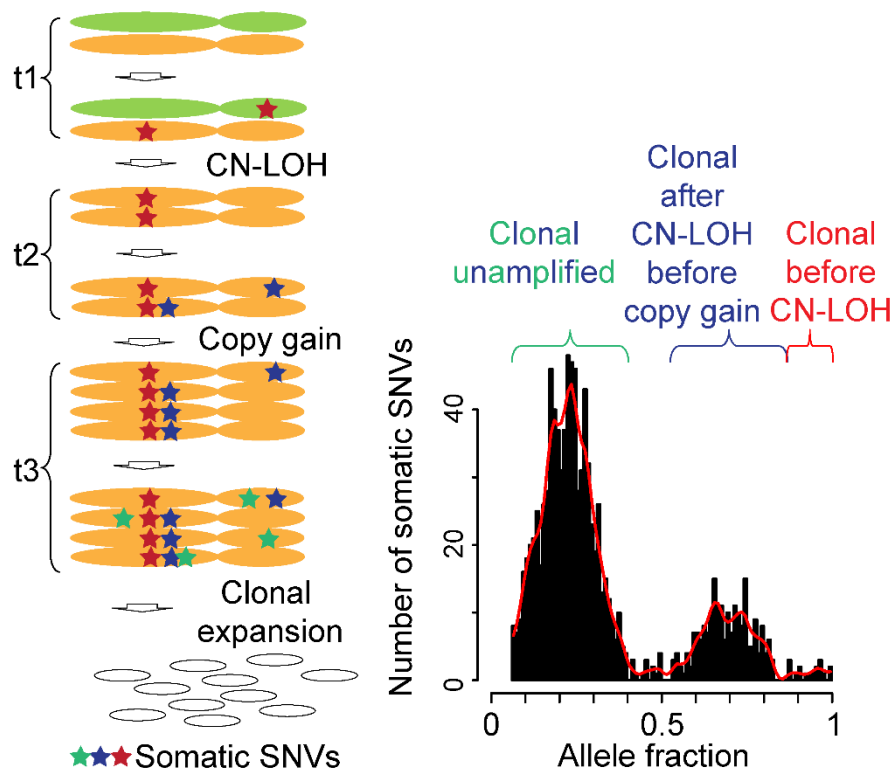 t1
CN-LOH
t2
Copy gain
t3
Clonal
expansion
★★★Somatic SNVs
Clonal
unamplified
Clonal
after
CN-LOH
before
copy gain
Clonal
before
CN-LOH
Number of somatic SNVs
40
20
0
0
0.5
1
Allele fraction